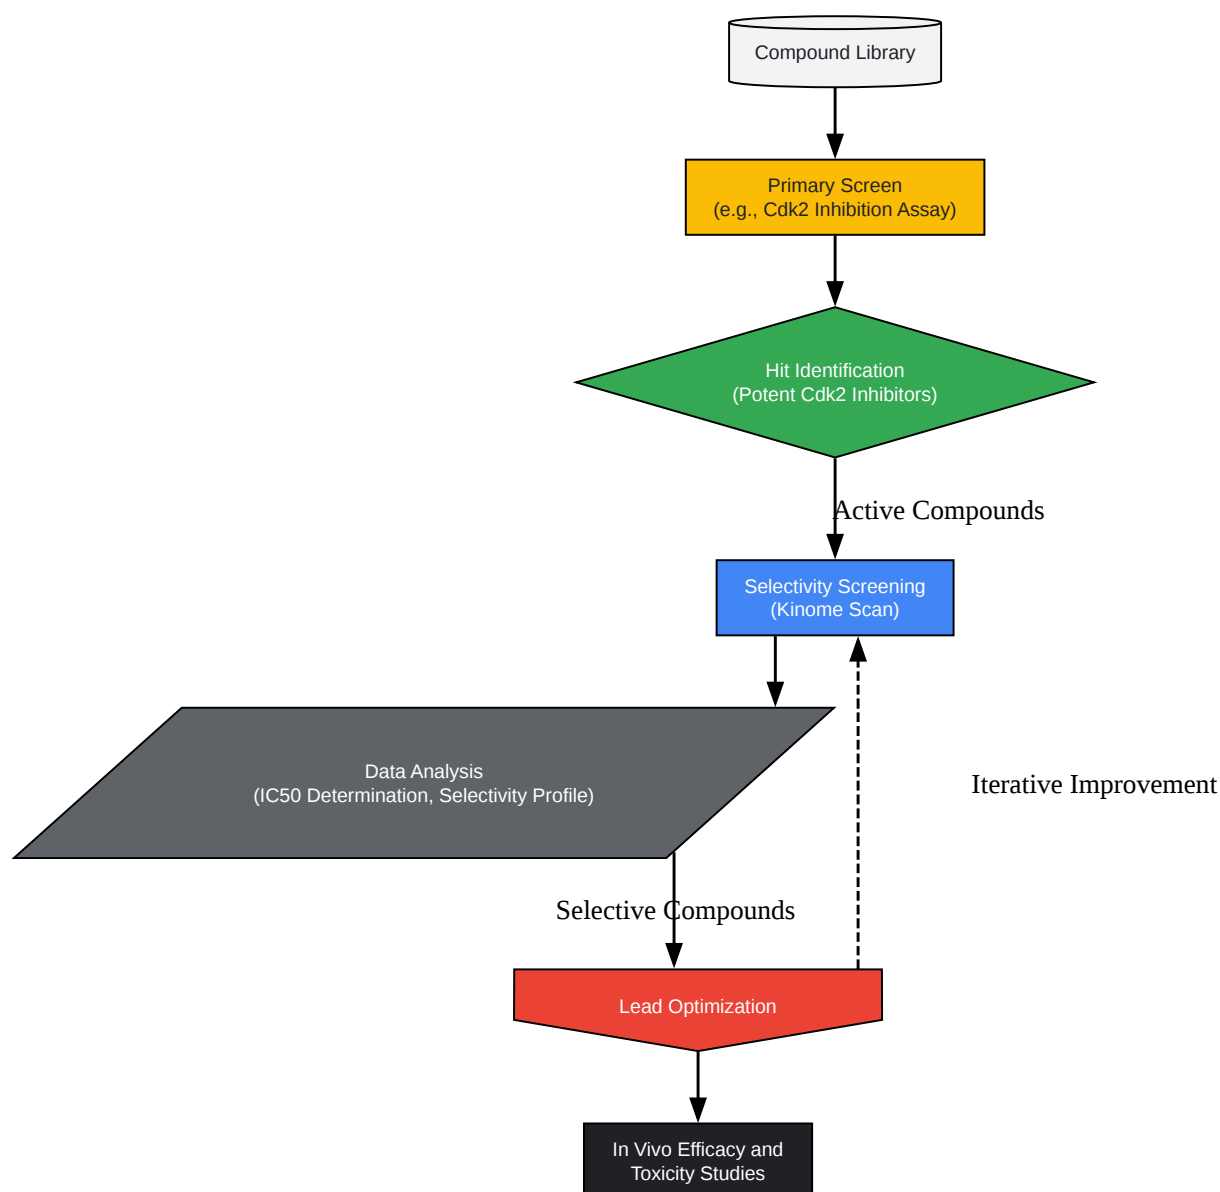 Compound Library
Primary Screen
(e.g., Cdk2 Inhibition Assay)
Hit Identification
(Potent Cdk2 Inhibitors)
Active Compounds
Selectivity Screening
(Kinome Scan)
Data Analysis
(IC50 Determination, Selectivity Profile)
Iterative Improvement
Selective Compounds
Lead Optimization
In Vivo Efficacy and
Toxicity Studies